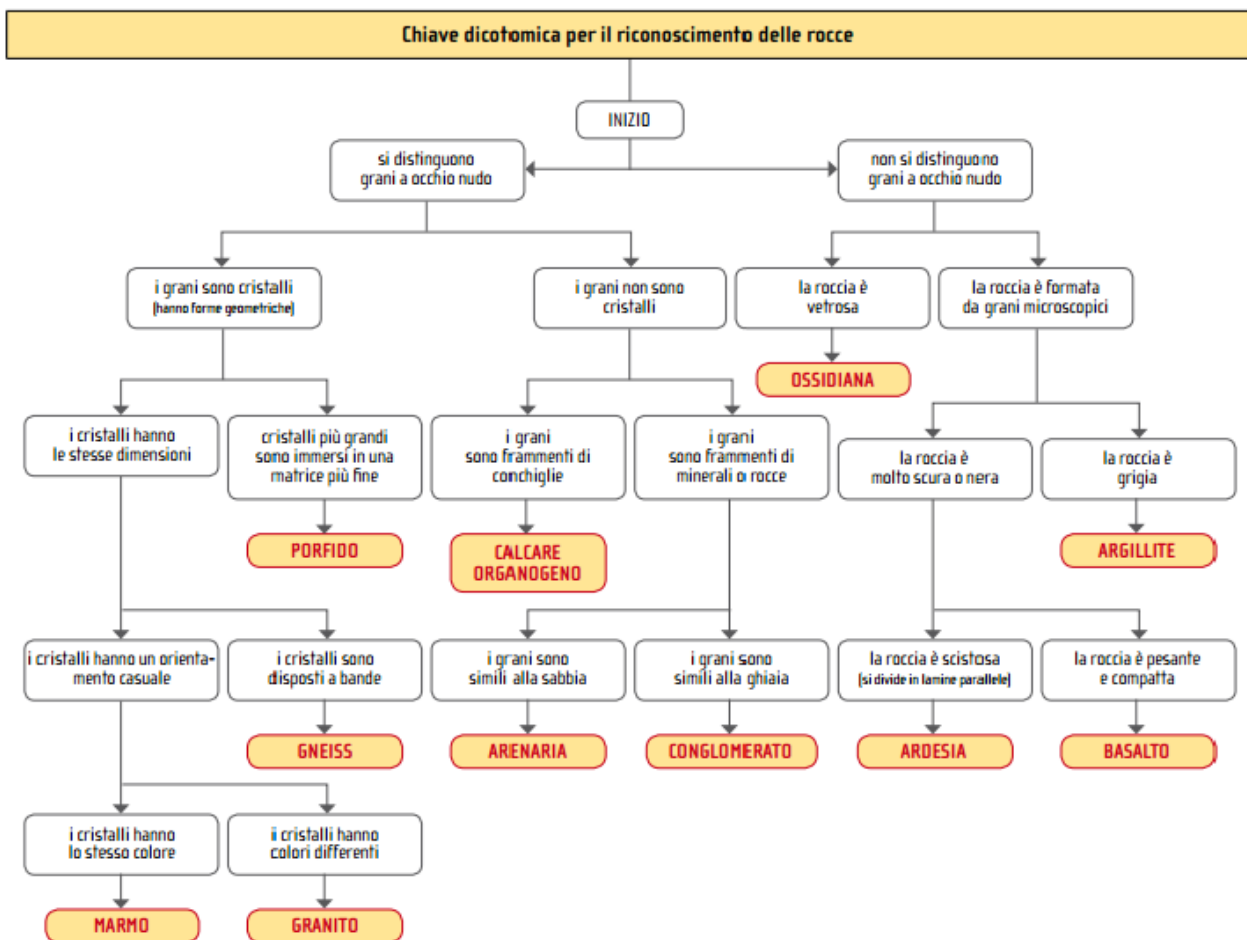 Chiave dicotomica per il riconoscimento delle rocce
INIZIO
si distinguono
grani a occhio nudo
non si distinguono
grani a occhio nudo
i grani sono cristalli
(hanno forme geometriche)
i grani non sono
cristalli
la roccia è
vetrosa
la roccia è formata
da grani microscopici
OSSIDIANA
i cristalli hanno
le stesse dimensioni
cristalli più grandi
sono immersi in una
matrice più fine
i grani
sono frammenti di
conchiglie
i grani
sono frammenti di
minerali o rocce
la roccia è
molto scura o nera
la roccia è
grigia
PORFIDO
CALCARE
ORGANOGENO
ARGILLITE
i cristalli hanno un orienta-
mento casuale
i cristalli sono
disposti a bande
i grani sono
simili alla sabbia
i grani sono
simili alla ghiaia
la roccia è scistosa
(si divide in lamine parallele)
la roccia è pesante
e compatta
GNEISS
ARENARIA
CONGLOMERATO
ARDESIA
BASALTO
i cristalli hanno
lo stesso colore
i cristalli hanno
colori differenti
MARMO
GRANITO